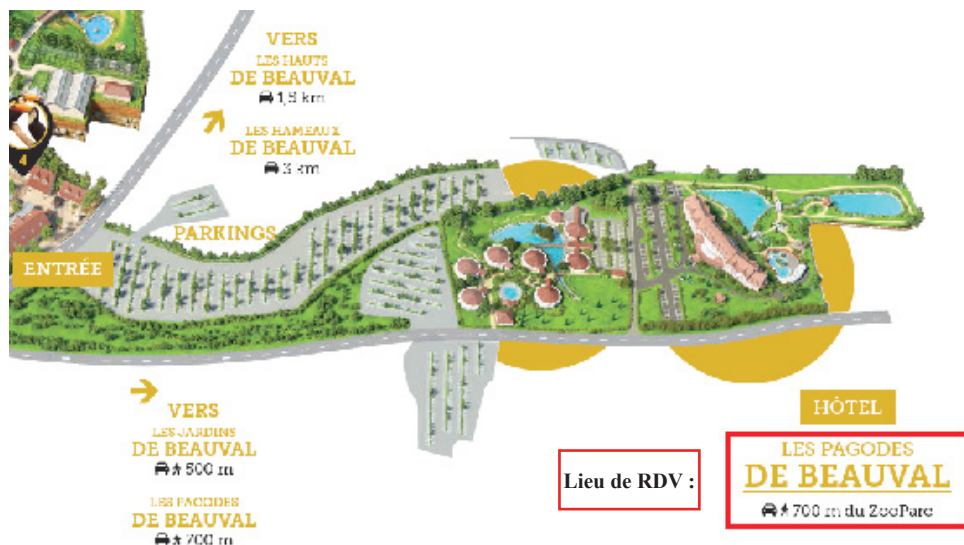 VERS
LES HAUTS
DE BEAUVAL
1,5 km
LES HAMEAUX
DE BEAUVAL
3 km
4
PARKINGS
ENTRÉE
VERS
LES JARDINS
DE BEAUVAL
500 m
LES PAGODES
DE BEAUVAL
700 m
HÔTEL
Lieu de RDV :
LES PAGODES
DE BEAUVAL
700 m du ZooParc